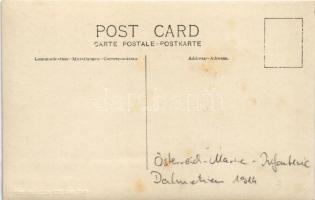 POST CARD
CARTE POSTALE-POSTKARTE
Address-Adresse.
Österreich-Marine-Infanterie
Dalmatien 1914